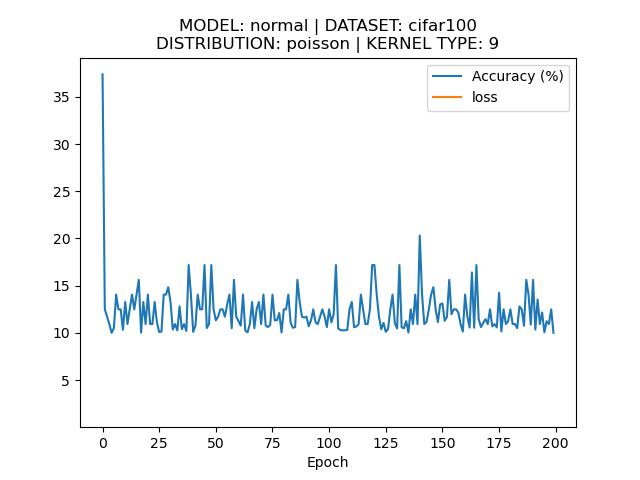 MODEL: normal | DATASET: cifar100
DISTRIBUTION: poisson | KERNEL TYPE: 9
Accuracy (%)
loss
35
30
25
20
15
10
5
0 25 50 75 100 125 150 175 200
Epoch